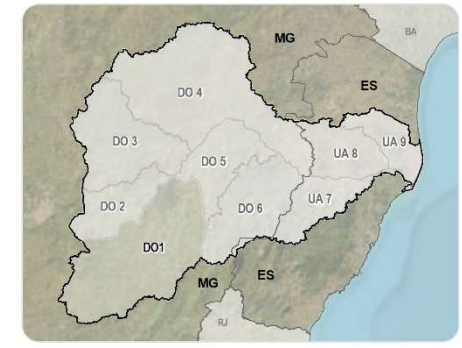 BA
MG
ES
DO 4
DO 3
DO 5
UA 8
UA 9
DO 2
DO 6
UA 7
DO1
MG
ES
RJ